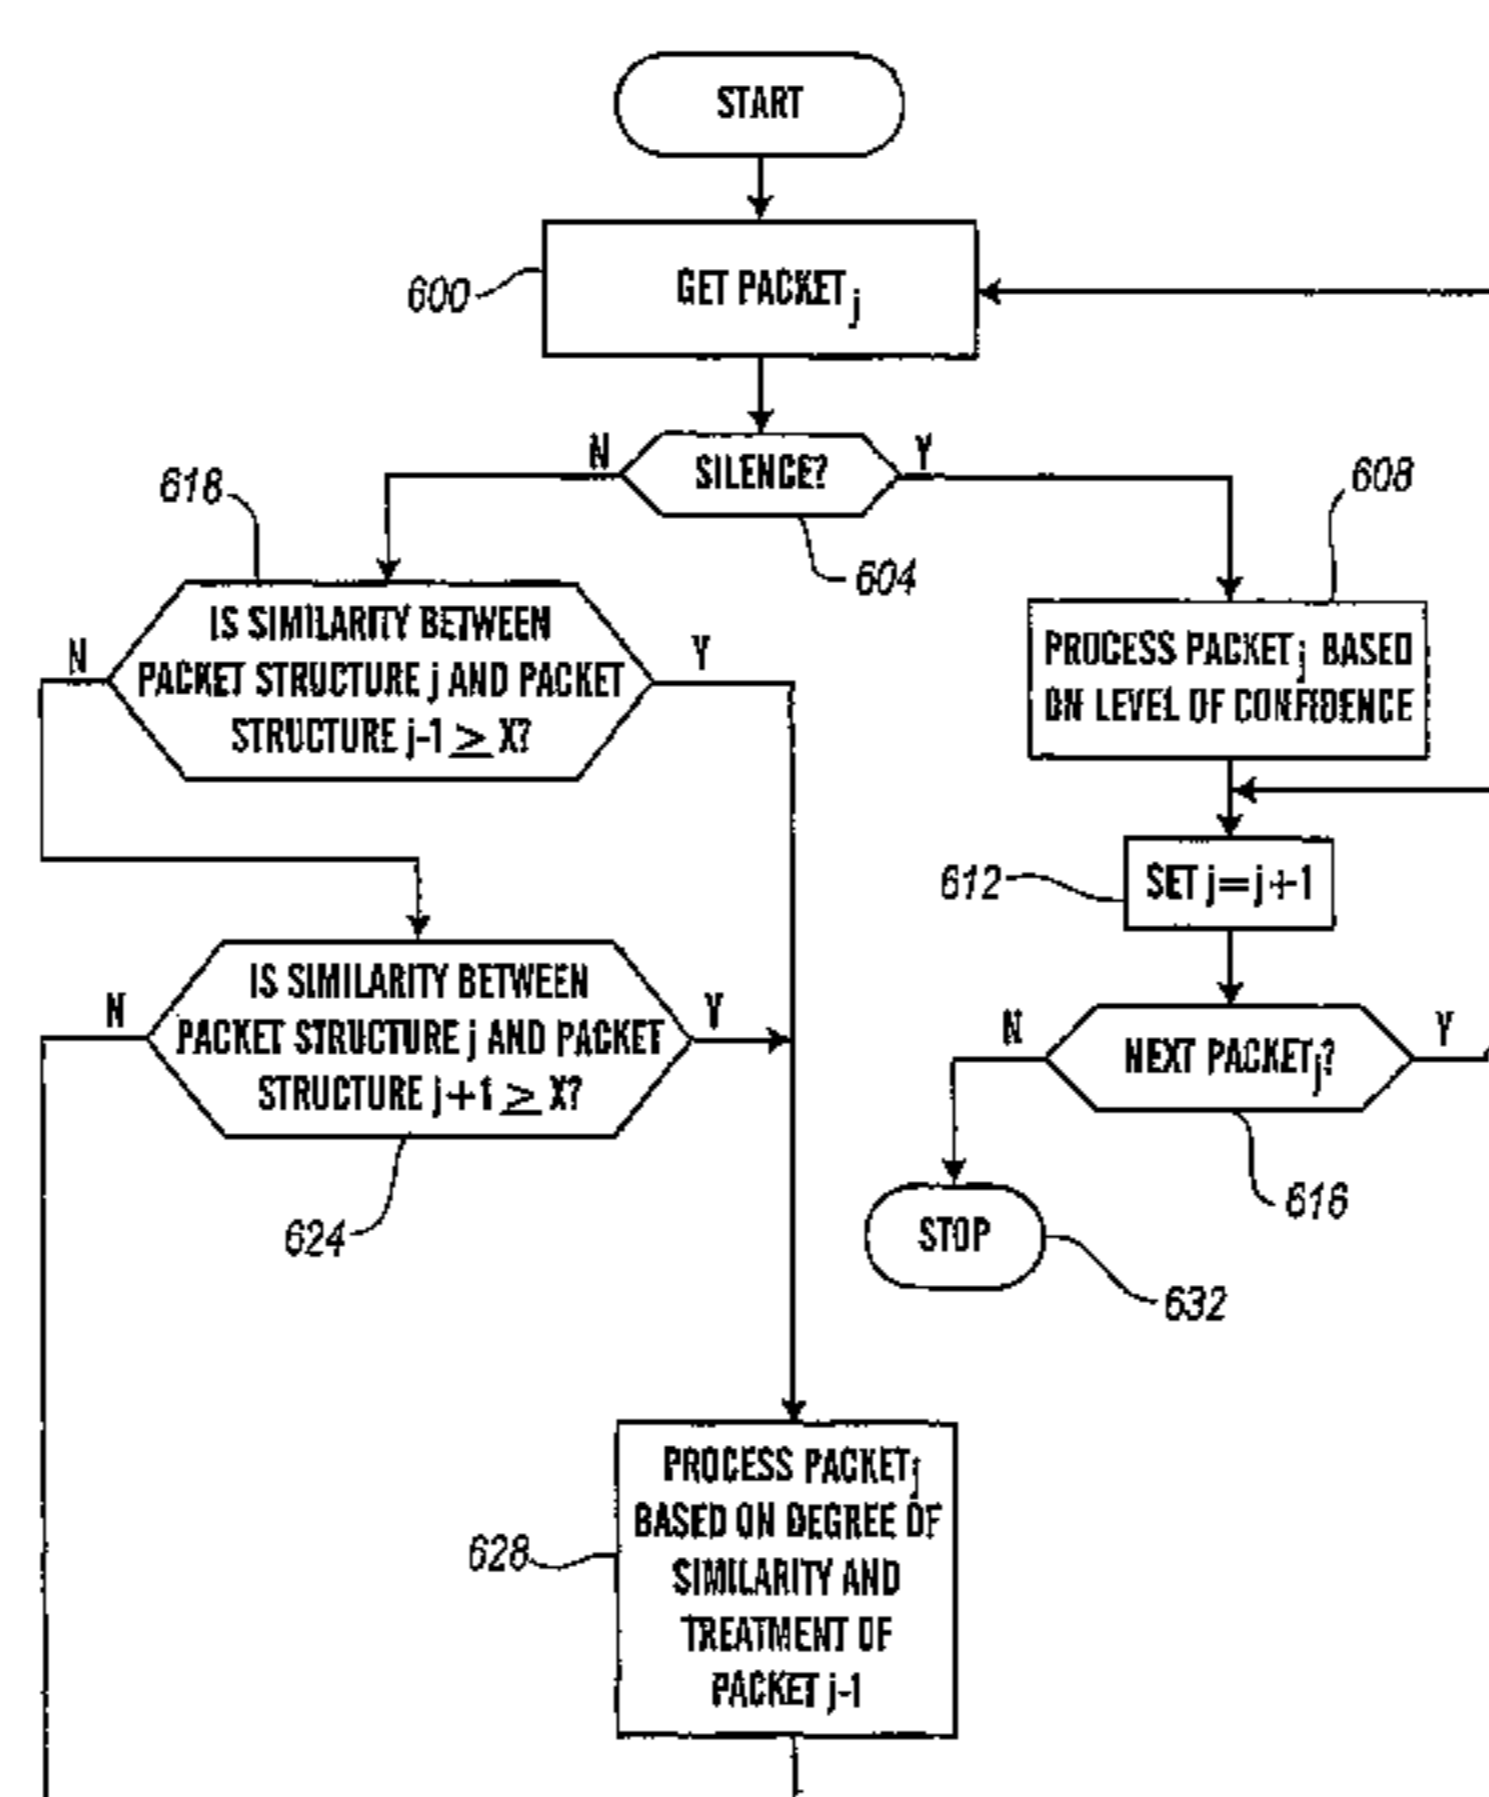 START
600
GET PACKET j
N
SILENCE?
Y
604
618
IS SIMILARITY BETWEEN
PACKET STRUCTURE j AND PACKET
STRUCTURE j-1 ≥ X?
N
Y
608
PROCESS PACKET j BASED
ON LEVEL OF CONFIDENCE
612
SET j=j+1
N
IS SIMILARITY BETWEEN
PACKET STRUCTURE j AND PACKET
STRUCTURE j+1 ≥ X?
Y
624
N
NEXT PACKET j?
Y
616
STOP
632
628
PROCESS PACKET j
BASED ON DEGREE OF
SIMILARITY AND
TREATMENT OF
PACKET j-1